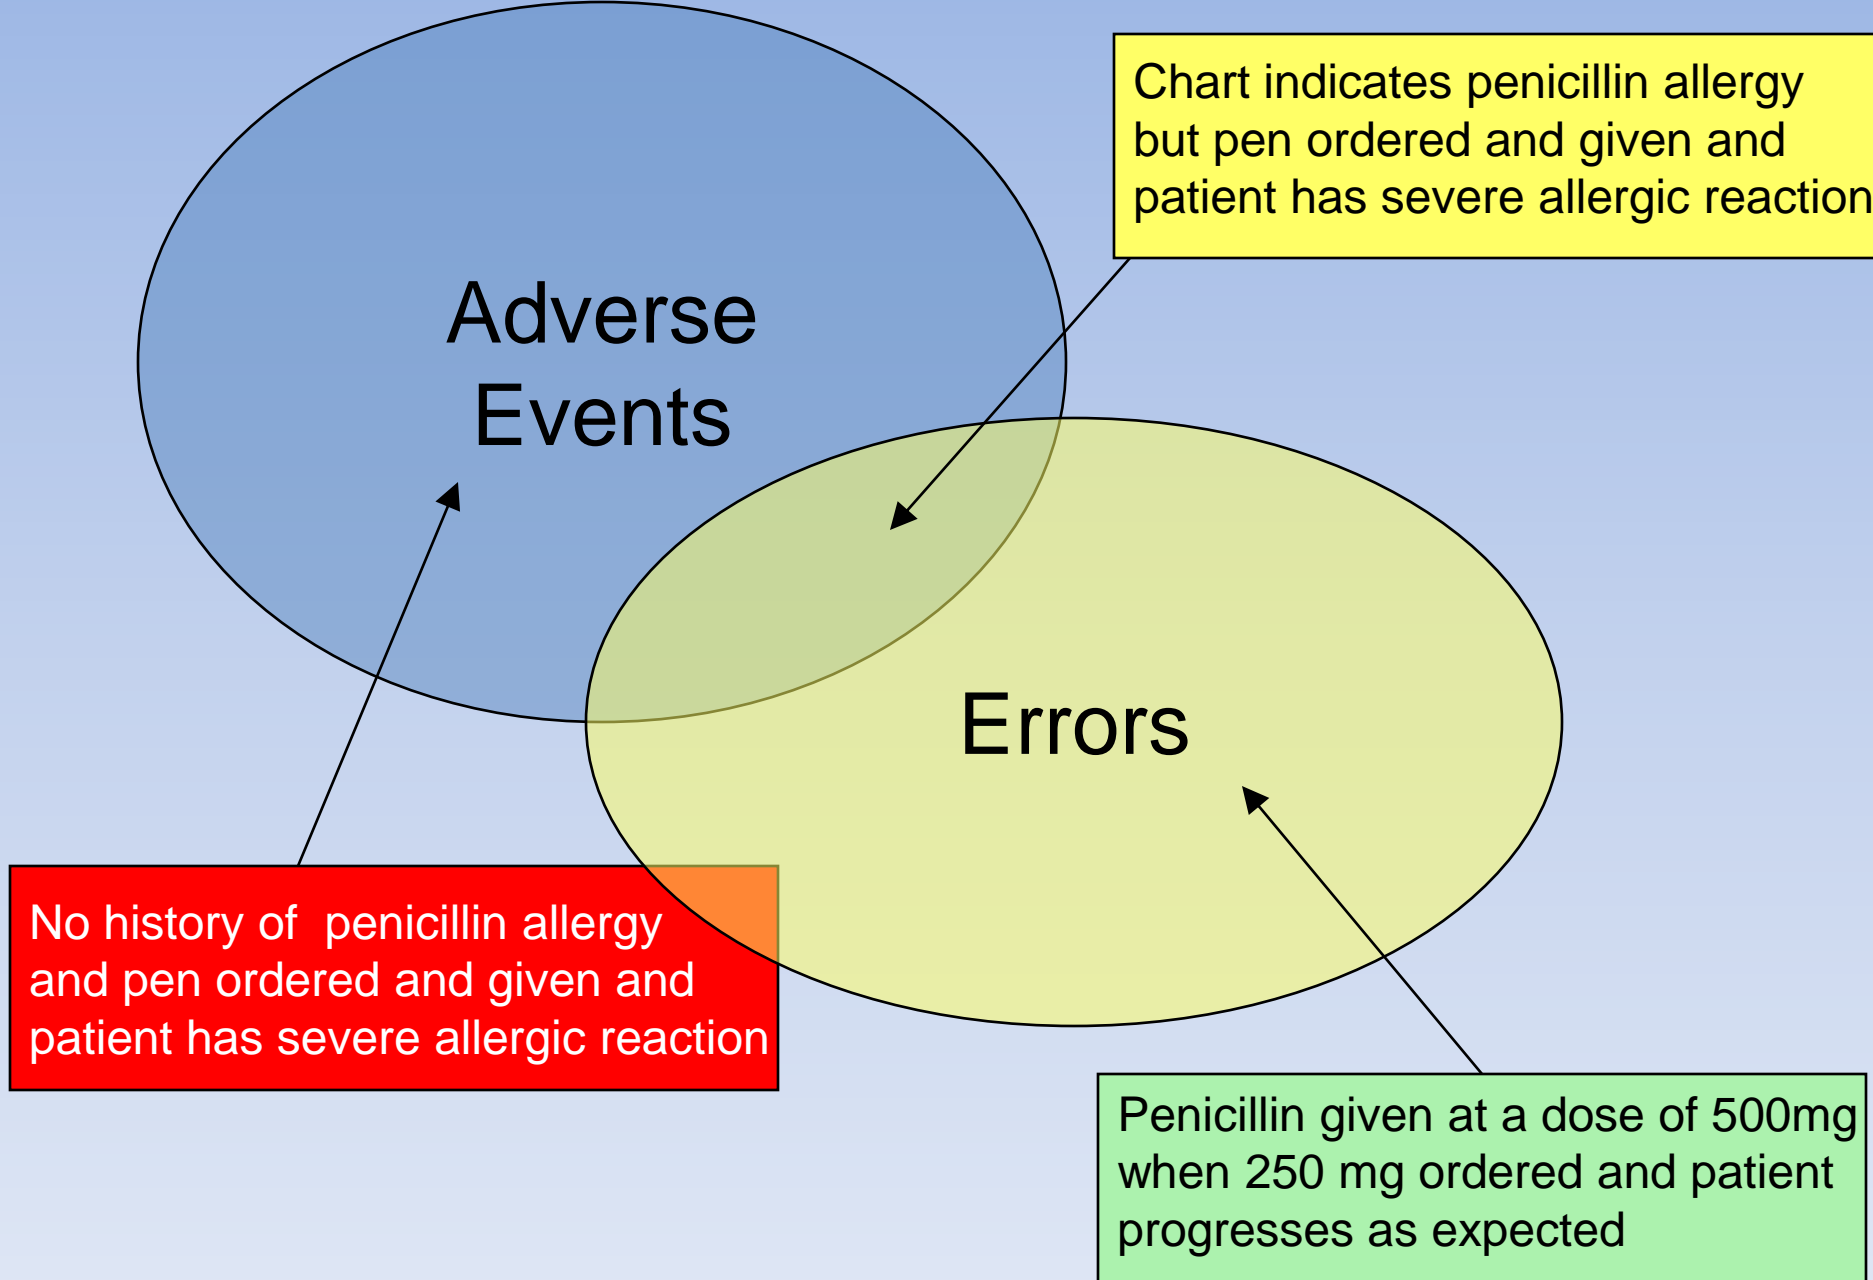 Chart indicates penicillin allergy
but pen ordered and given and
patient has severe allergic reaction
Adverse
Events
Errors
No history of  penicillin allergy
and pen ordered and given and
patient has severe allergic reaction
Penicillin given at a dose of 500mg
when 250 mg ordered and patient
progresses as expected